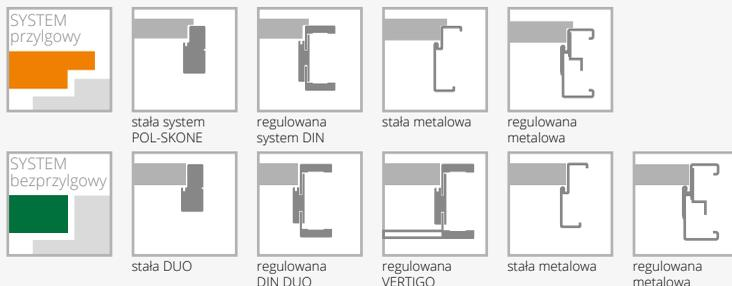 SYSTEM
przylgowy
stała system
POL-SKONE
regulowana
system DIN
stała metalowa
regulowana
metalowa
SYSTEM
bezprzylgowy
stała DUO
regulowana
DIN DUO
regulowana
VERTIGO
stała metalowa
regulowana
metalowa